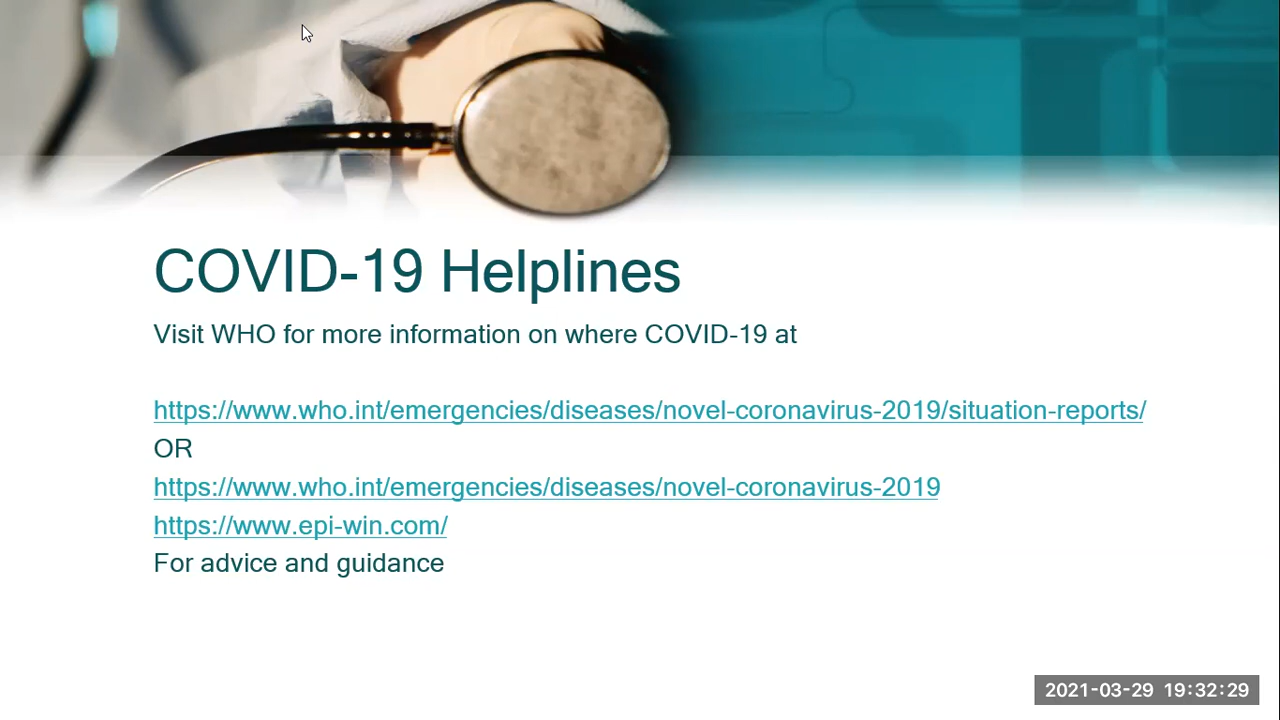 COVID-19 Helplines
Visit WHO for more information on where COVID-19 at
https://www.who.int/emergencies/diseases/novel-coronavirus-2019/situation-reports/
OR
https://www.who.int/emergencies/diseases/novel-coronavirus-2019
https://www.epi-win.com/
For advice and guidance
2021-03-29 19:32:29